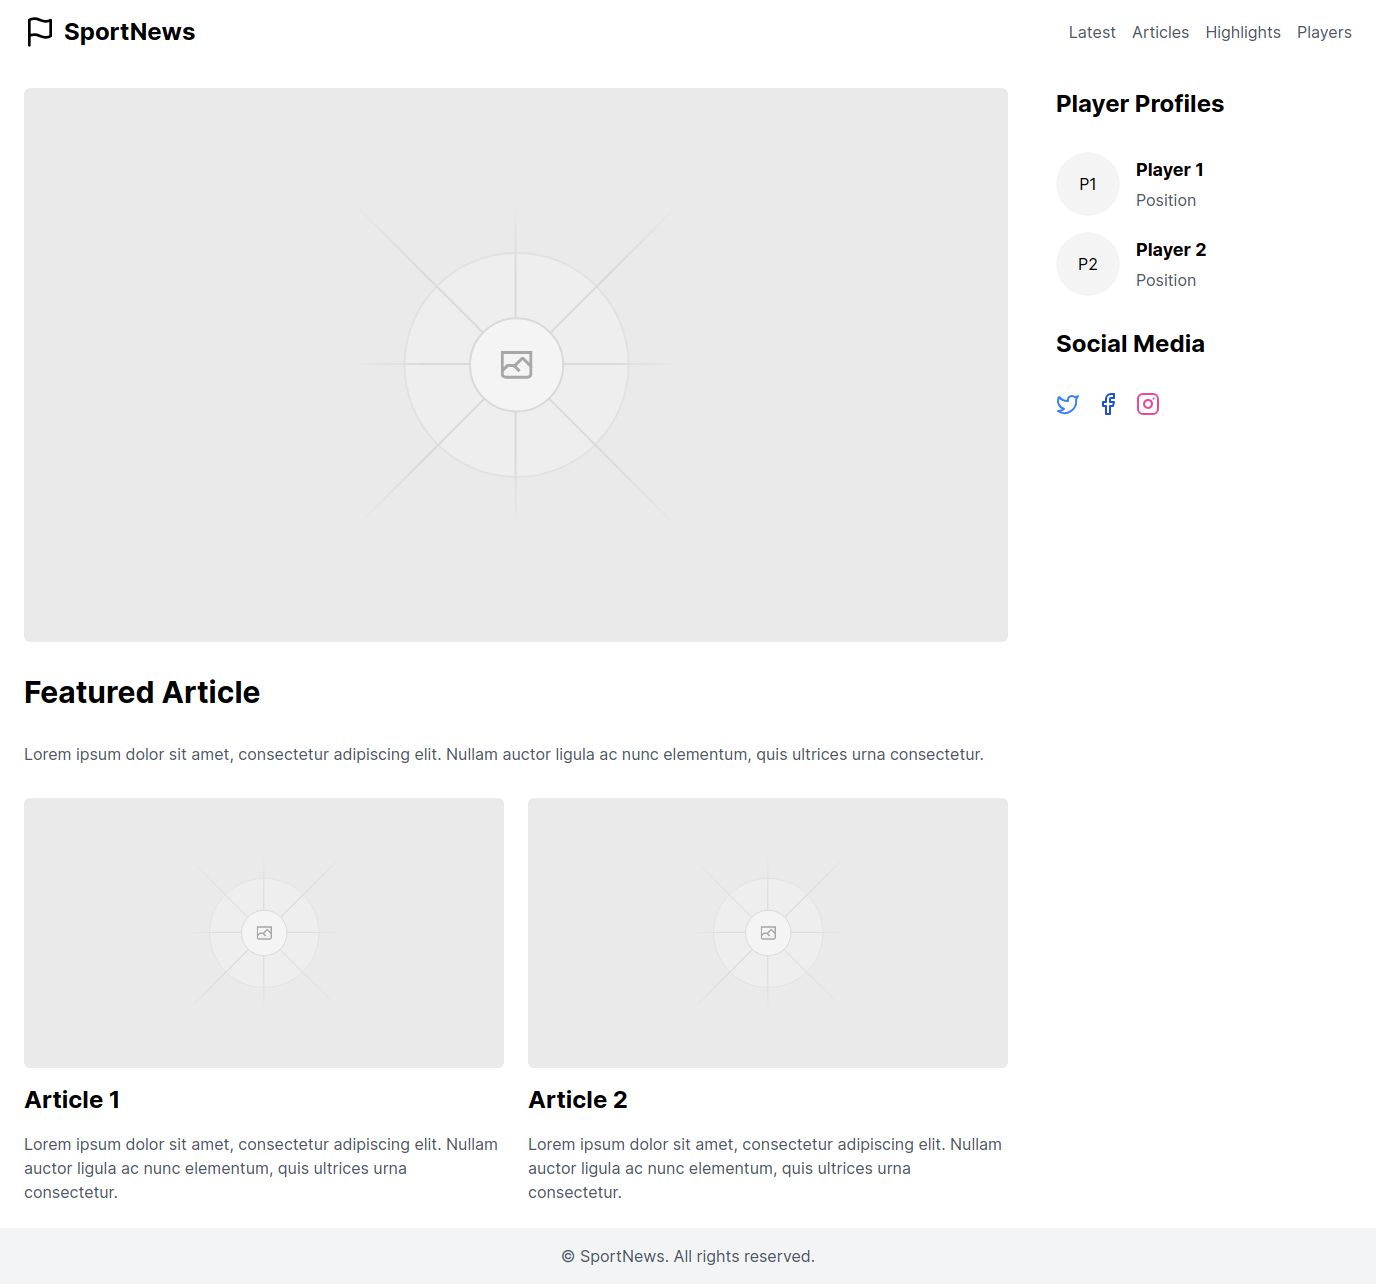 SportNews
Latest Articles Highlights Players
Featured Article
Lorem ipsum dolor sit amet, consectetur adipiscing elit. Nullam auctor ligula ac nunc elementum, quis ultrices urna consectetur.
Article 1
Lorem ipsum dolor sit amet, consectetur adipiscing elit. Nullam
auctor ligula ac nunc elementum, quis ultrices urna
consectetur.
Article 2
Lorem ipsum dolor sit amet, consectetur adipiscing elit. Nullam
auctor ligula ac nunc elementum, quis ultrices urna
consectetur.
Player Profiles
P1
Player 1
Position
P2
Player 2
Position
Social Media
© SportNews. All rights reserved.